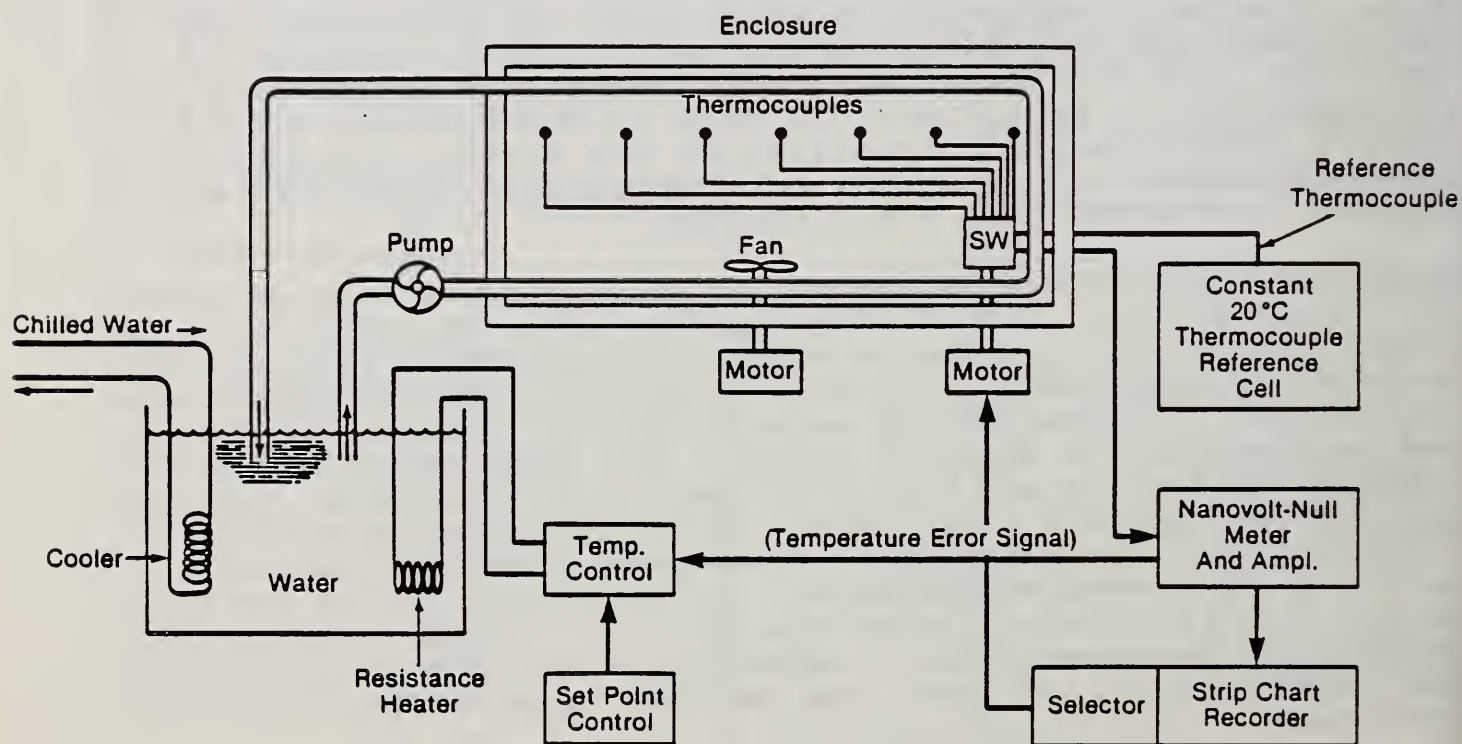 Enclosure
Thermocouples
Reference
Thermocouple
Pump
Fan
SW
Constant
20°C
Thermocouple
Reference
Cell
Chilled Water
Motor
Motor
Nanovolt-Null
Meter
And Ampl.
(Temperature Error Signal)
Temp.
Control
Cooler
Water
Resistance
Heater
Set Point
Control
Selector
Strip Chart
Recorder